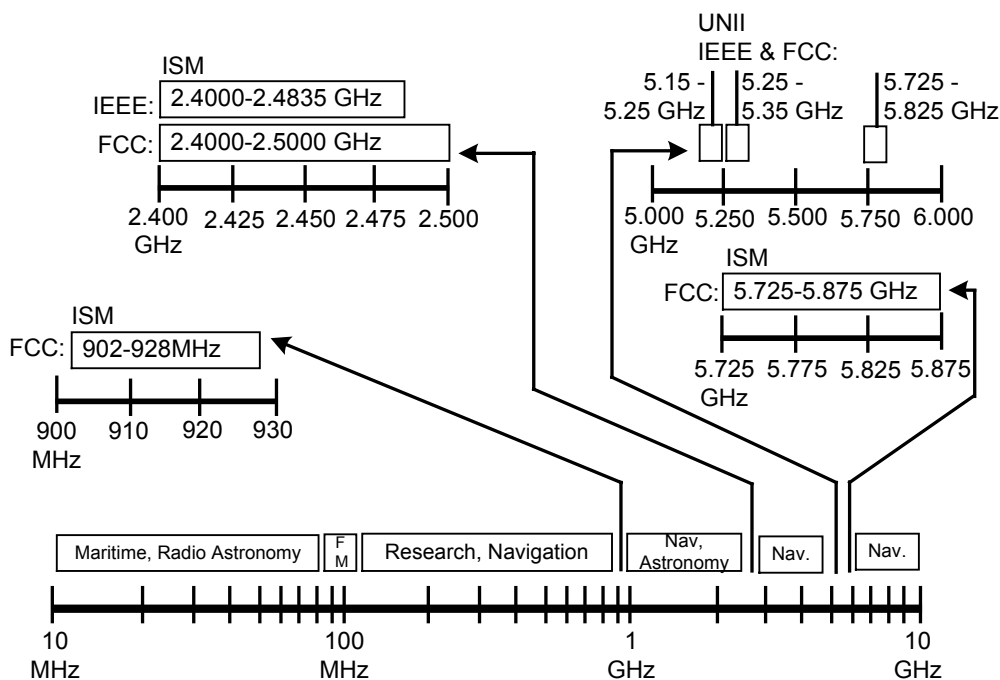 UNII
IEEE & FCC:
ISM
IEEE: 2.4000-2.4835 GHz
FCC: 2.4000-2.5000 GHz
5.15 -
5.25 GHz
5.25 -
5.35 GHz
5.725 -
5.825 GHz
2.400 2.425 2.450 2.475 2.500
GHz
5.000 5.250 5.500 5.750 6.000
GHz
ISM
FCC: 5.725-5.875 GHz
5.725 5.775 5.825 5.875
GHz
ISM
FCC: 902-928MHz
900 910 920 930
MHz
Maritime, Radio Astronomy
F
M
Research, Navigation
Nav,
Astronomy
Nav.
Nav.
10 100 1 10
MHz MHz GHz GHz